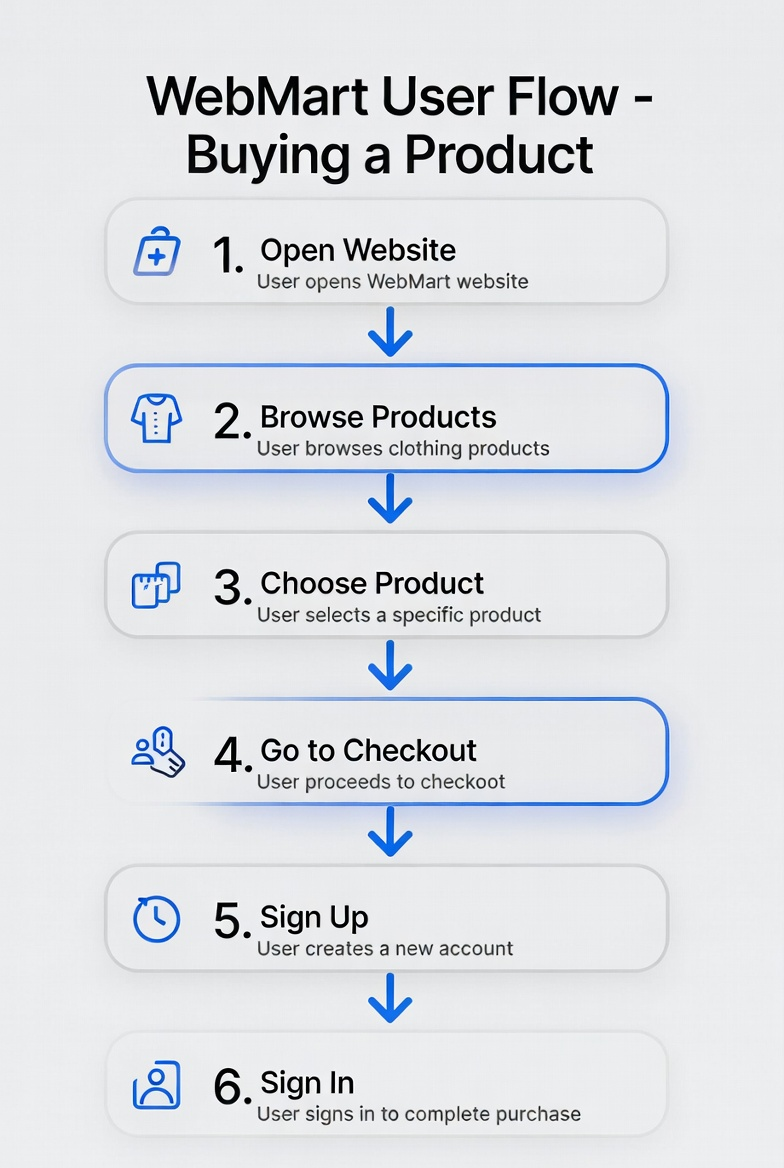 WebMart User Flow -
Buying a Product
1. Open Website
User opens WebMart website
2. Browse Products
User browses clothing products
3. Choose Product
User selects a specific product
4. Go to Checkout
User proceeds to checkoot
5. Sign Up
User creates a new account
6. Sign In
User signs in to complete purchase